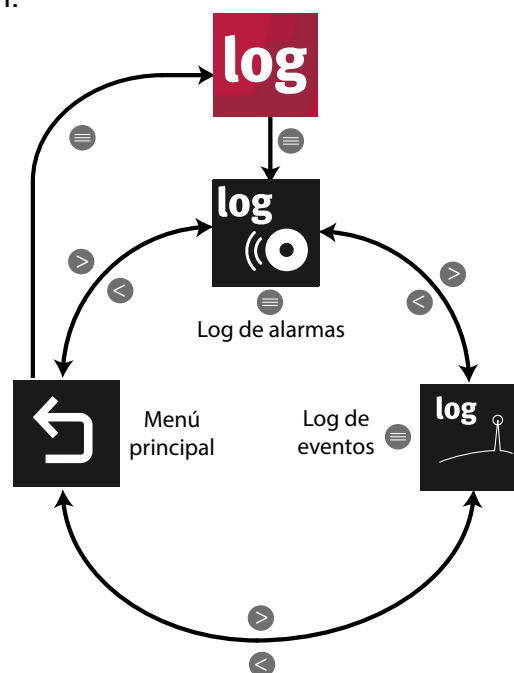 log
log
Log de alarmas
Menú
principal
Log de
eventos
log